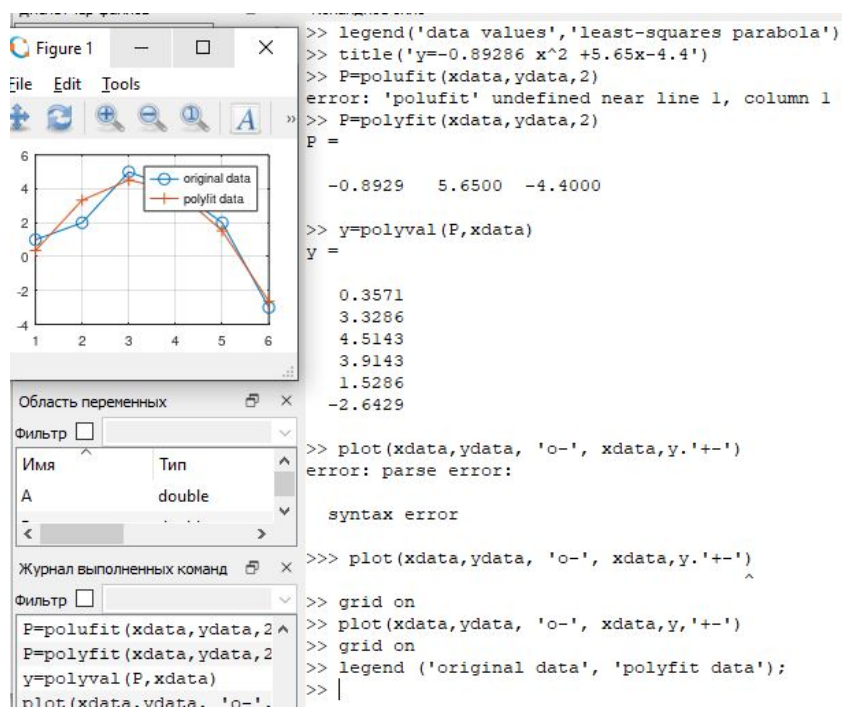 Figure 1
File Edit Tools
A »
6
4
2
0
-2
-4
1 2 3 4 5 6
original data
polylit data
Область переменных
Фильтр
Имя Тип
A double
Журнал выполненных команд
Фильтр
P=polufit(xdata,ydata,2
P=polyfit(xdata,ydata,2
y=polyval(P,xdata)
plot(xdata,ydata, 'o-',
>> legend('data values','least-squares parabola')
>> title('y=-0.89286 x^2 +5.65x-4.4')
>> P=polufit(xdata,ydata,2)
error: 'polufit' undefined near line 1, column 1
>> P=polyfit(xdata,ydata,2)
P =
-0.8929 5.6500 -4.4000
>> y=polyval(P,xdata)
y =
0.3571
3.3286
4.5143
3.9143
1.5286
-2.6429
>> plot(xdata,ydata, 'o-', xdata,y.'+-')
error: parse error:
syntax error
>>> plot(xdata,ydata, 'o-', xdata,y.'+-')
^
>> grid on
>> plot(xdata,ydata, 'o-', xdata,y,'+-')
>> grid on
>> legend ('original data', 'polyfit data');
>>